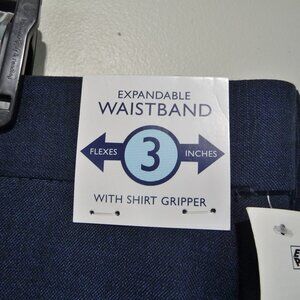 EXPANDABLE
WAISTBAND
FLEXES 3 INCHES
WITH SHIRT GRIPPER